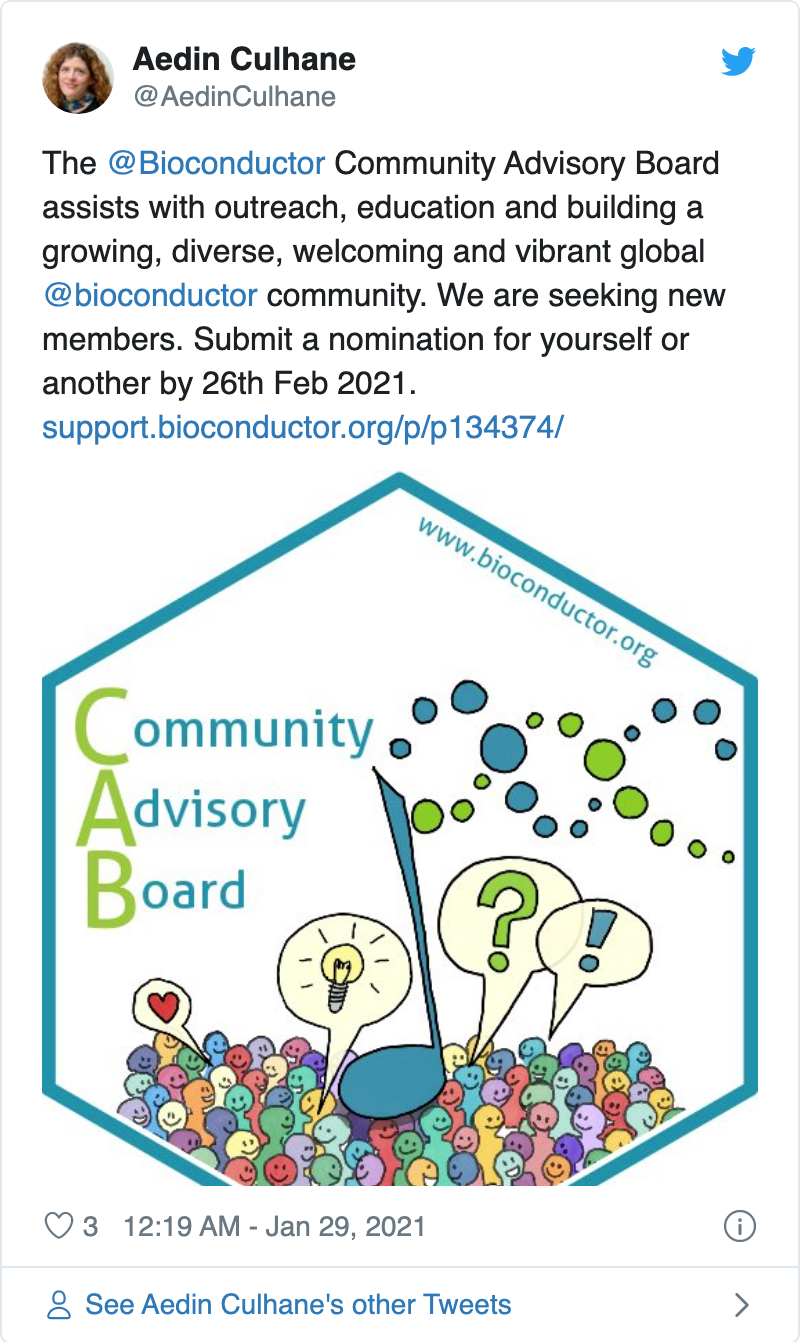 Aedin Culhane
@AedinCulhane
The @Bioconductor Community Advisory Board
assists with outreach, education and building a
growing, diverse, welcoming and vibrant global
@bioconductor community. We are seeking new
members. Submit a nomination for yourself or
another by 26th Feb 2021.
support.bioconductor.org/p/p134374/
www.bioconductor.org
Community
Advisory
Board
?
!
3 12:19 AM - Jan 29, 2021
See Aedin Culhane's other Tweets